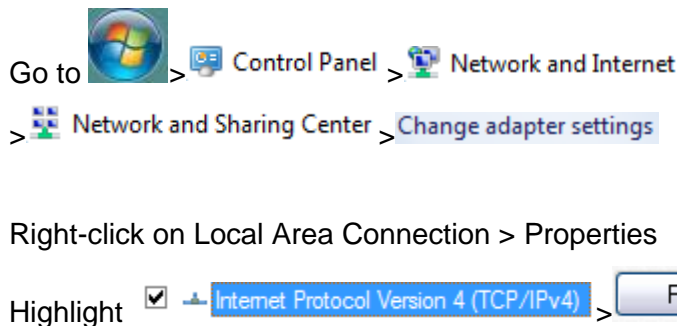 Go to > Control Panel > Network and Internet
> Network and Sharing Center > Change adapter settings
Right-click on Local Area Connection > Properties
Highlight Internet Protocol Version 4 (TCP/IPv4) >